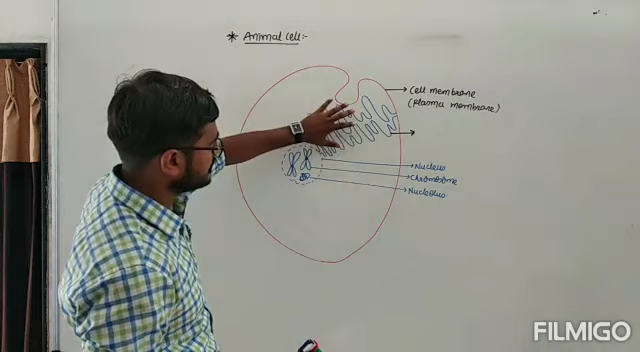 * Animal cell:-
Cell membrane
(plasma membrane)
Nucleus
Chromosome
Nucleolus
FILMIGO